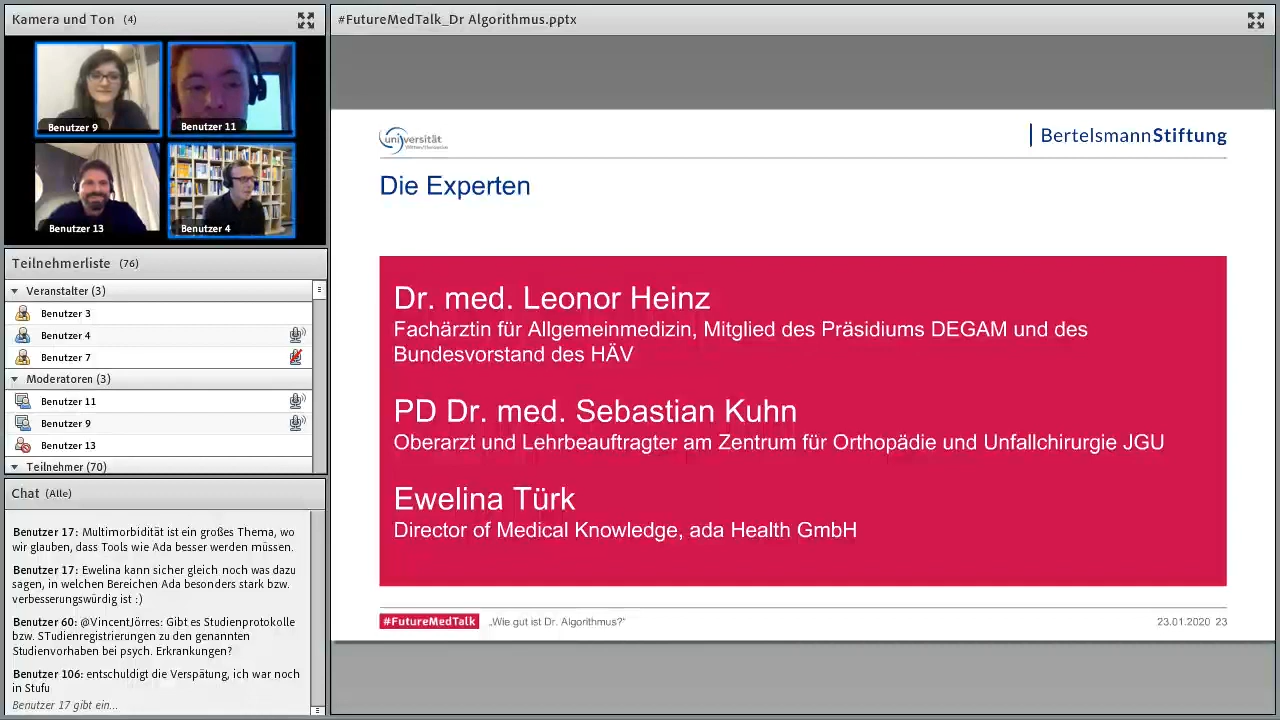 Kamera und Ton (4)
Benutzer 9
Benutzer 11
Benutzer 13
Benutzer 4
Teilnehmerliste (76)
Veranstalter (3)
Benutzer 3
Benutzer 4
Benutzer 7
Moderatoren (3)
Benutzer 11
Benutzer 9
Benutzer 13
Teilnehmer (70)
Chat (Alle)
Benutzer 17: Multimorbidität ist ein großes Thema, wo
wir glauben, dass Tools wie Ada besser werden müssen.
Benutzer 17: Ewelina kann sicher gleich noch was dazu
sagen, in welchen Bereichen Ada besonders stark bzw.
verbesserungswürdig ist :)
Benutzer 60: @VincentJörres: Gibt es Studienprotokolle
bzw. STudienregistrierungen zu den genannten
Studienvorhaben bei psych. Erkrankungen?
Benutzer 106: entschuldigt die Verspätung, ich war noch
in Stufu
Benutzer 17 gibt ein...
#FutureMedTalk_Dr Algorithmus.pptx
universität
BertelsmannStiftung
Die Experten
Dr. med. Leonor Heinz
Fachärztin für Allgemeinmedizin, Mitglied des Präsidiums DEGAM und des
Bundesvorstand des HÄV
PD Dr. med. Sebastian Kuhn
Oberarzt und Lehrbeauftragter am Zentrum für Orthopädie und Unfallchirurgie JGU
Ewelina Türk
Director of Medical Knowledge, ada Health GmbH
#FutureMedTalk „Wie gut ist Dr. Algorithmus?“ 23.01.2020 23